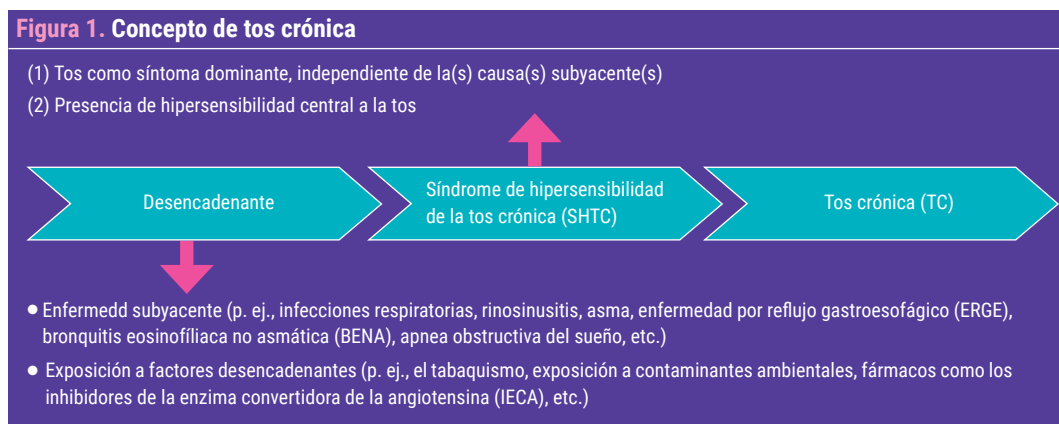 Figura 1. Concepto de tos crónica
(1) Tos como síntoma dominante, independiente de la(s) causa(s) subyacente(s)
(2) Presencia de hipersensibilidad central a la tos
Desencadenante
Síndrome de hipersensibilidad
de la tos crónica (SHTC)
Tos crónica (TC)
● Enfermedd subyacente (p. ej., infecciones respiratorias, rinosinusitis, asma, enfermedad por reflujo gastroesofágico (ERGE),
bronquitis eosinofíliaca no asmática (BENA), apnea obstructiva del sueño, etc.)
● Exposición a factores desencadenantes (p. ej., el tabaquismo, exposición a contaminantes ambientales, fármacos como los
inhibidores de la enzima convertidora de la angiotensina (IECA), etc.)